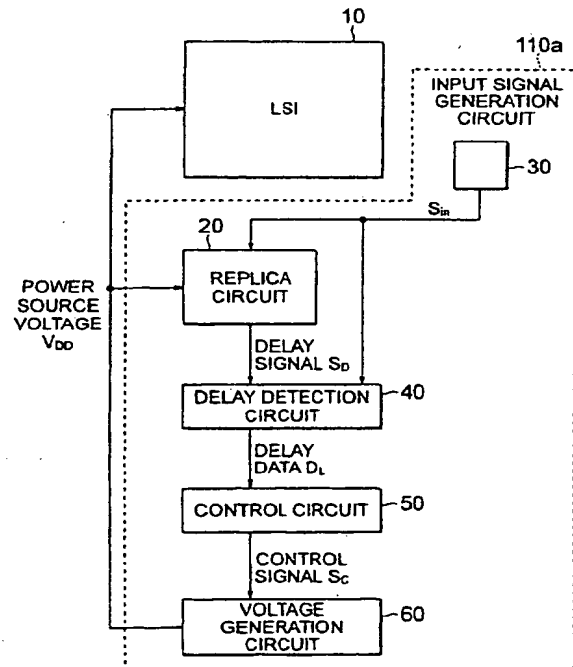 10
110a
LSI
INPUT SIGNAL
GENERATION
CIRCUIT
30
Sin
20
REPLICA
CIRCUIT
POWER
SOURCE
VOLTAGE
VDD
DELAY
SIGNAL SD
DELAY DETECTION
CIRCUIT
40
DELAY
DATA DL
CONTROL CIRCUIT
50
CONTROL
SIGNAL SC
VOLTAGE
GENERATION
CIRCUIT
60